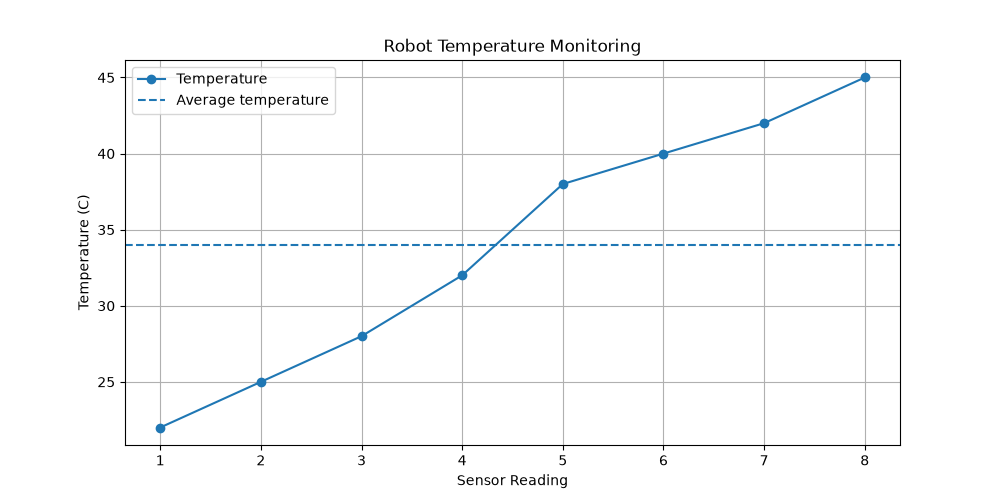 Robot Temperature Monitoring
Temperature
Average temperature
45
40
35
30
25
Temperature (C)
1 2 3 4 5 6 7 8
Sensor Reading